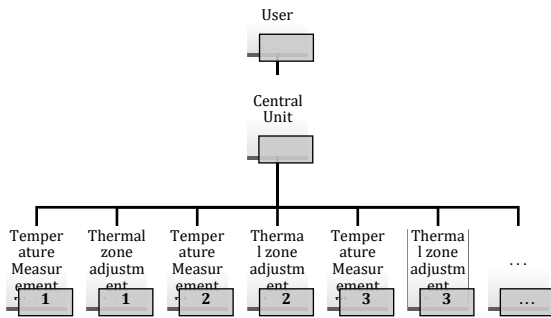 User
Central
Unit
Temper
ature
Measur
ement
1
Thermal
zone
adjustm
ent
1
Temper
ature
Measur
ement
2
Therma
l zone
adjustm
ent
2
Temper
ature
Measur
ement
3
Therma
l zone
adjustm
ent
3
...
...